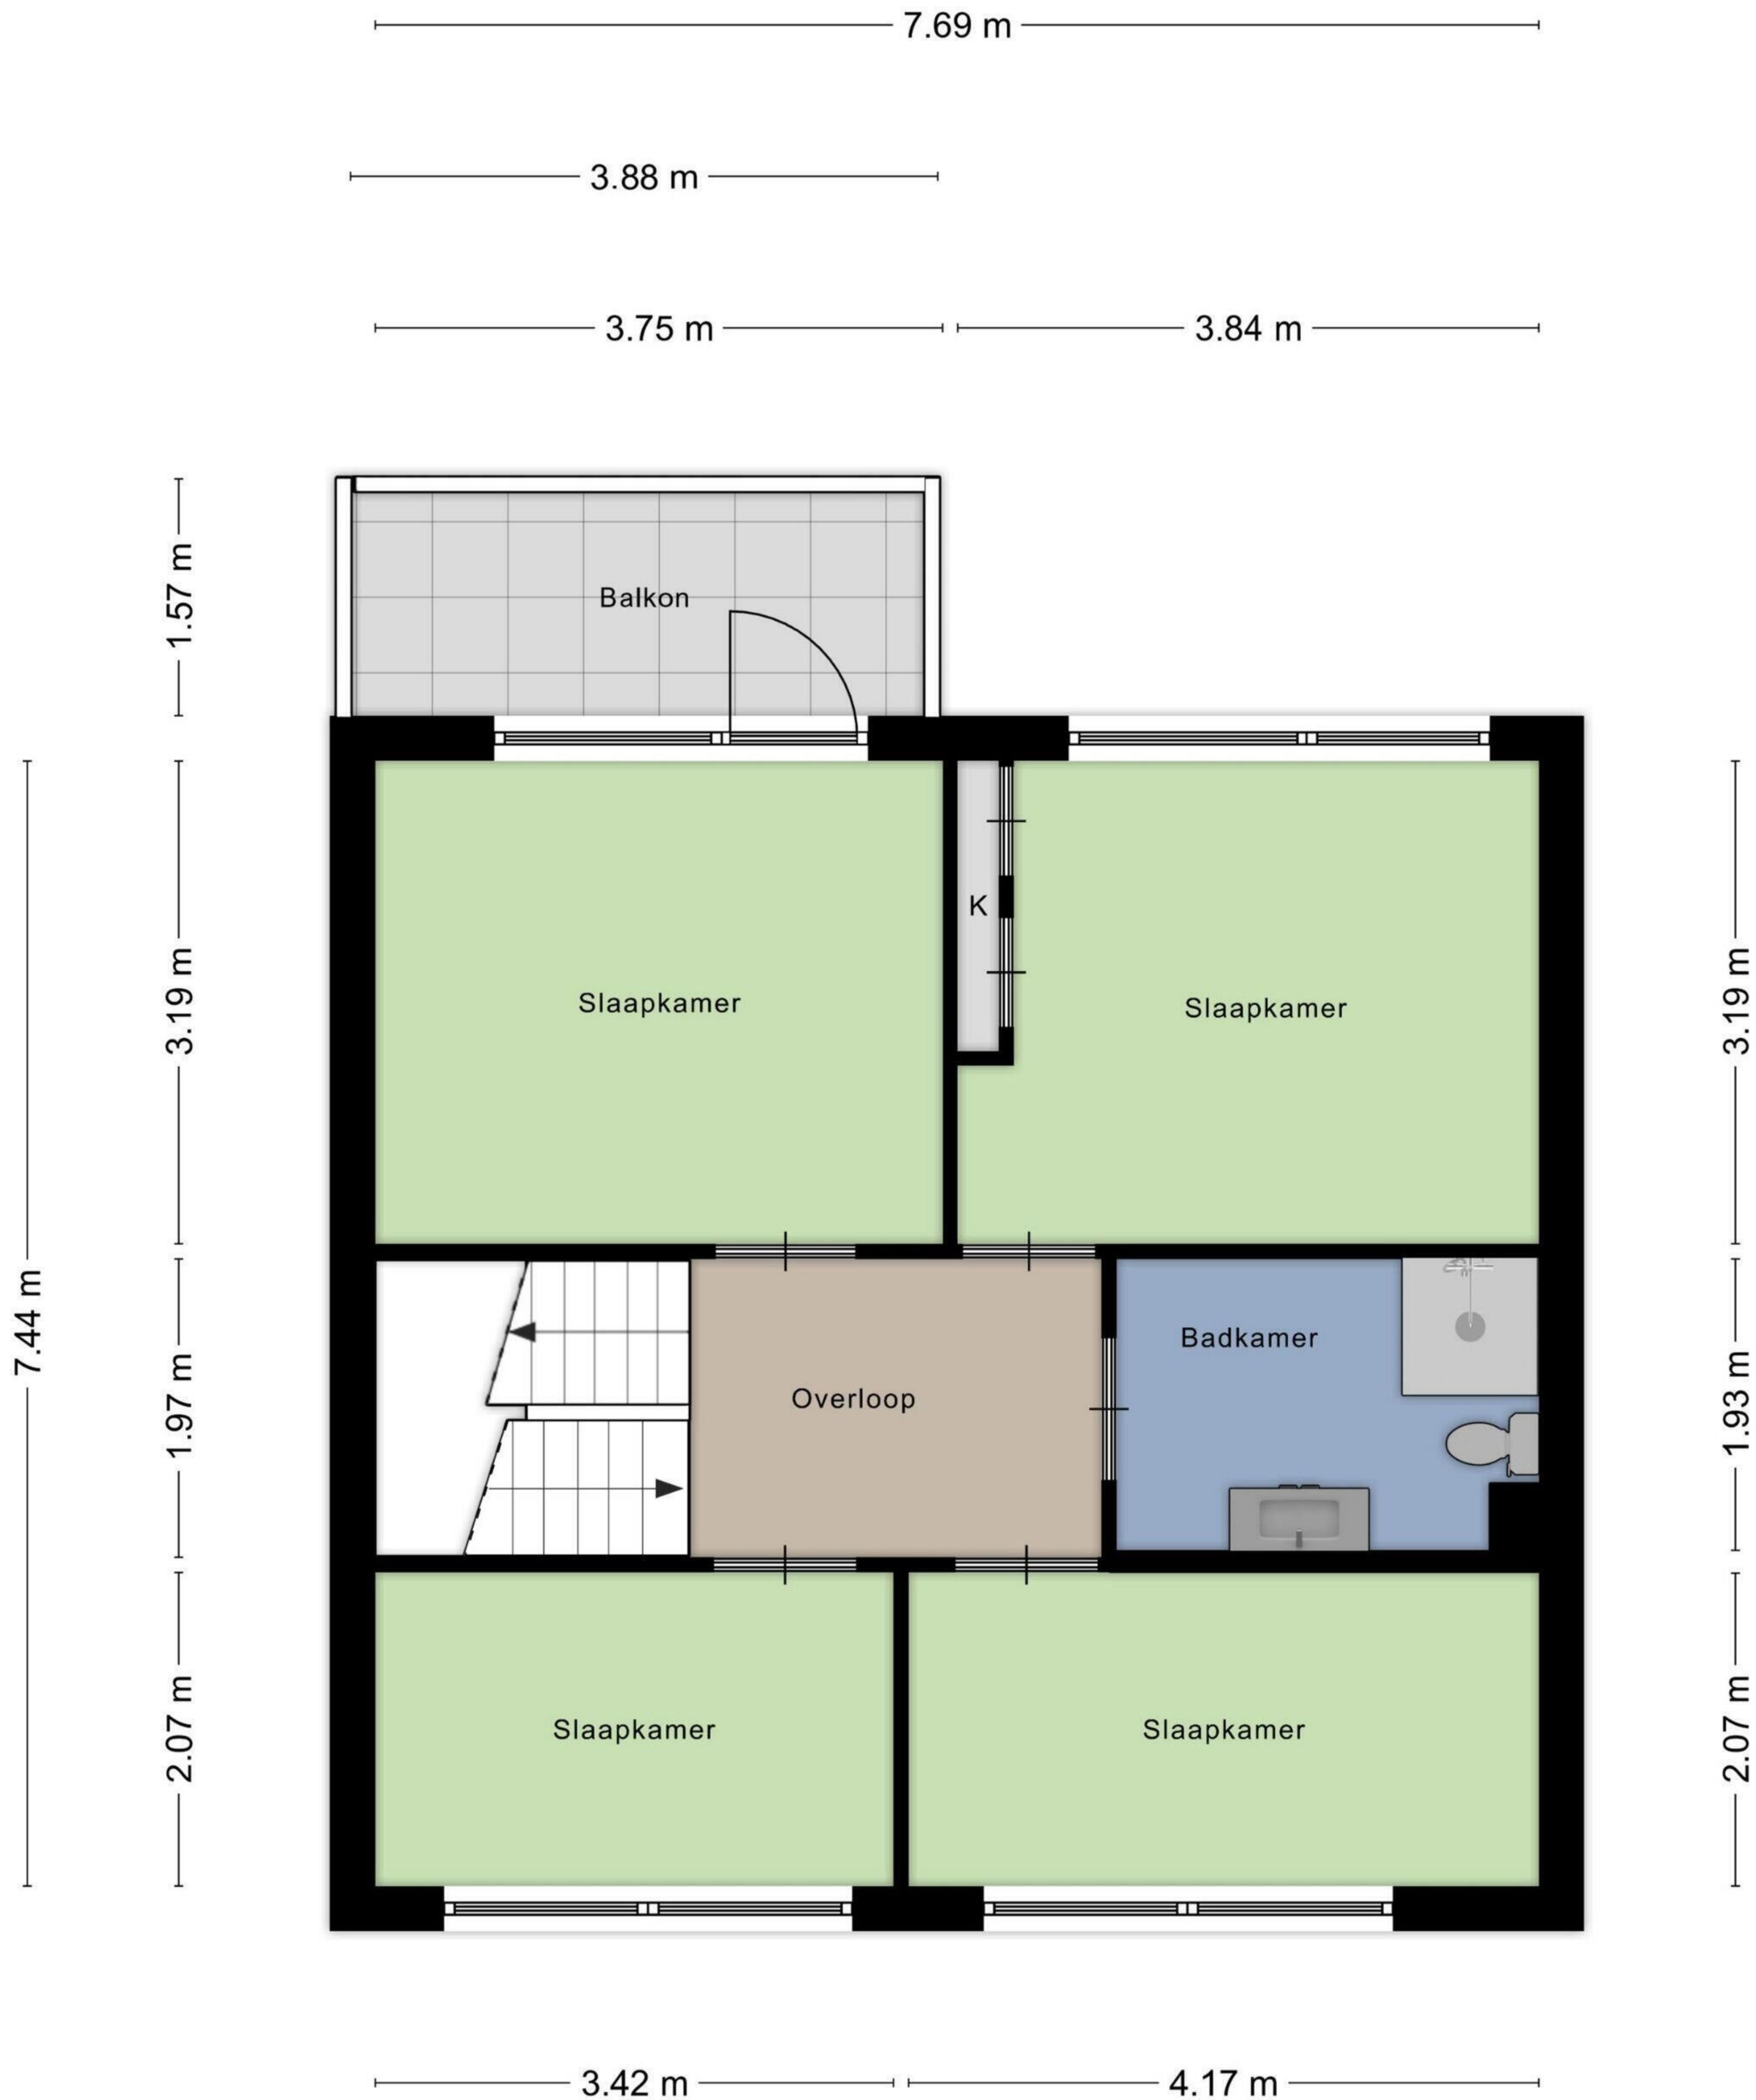 7.69 m
3.88 m
3.75 m
3.84 m
1.57 m
Balkon
3.19 m
3.19 m
K
Slaapkamer
Slaapkamer
7.44 m
1.97 m
1.93 m
Badkamer
Overloop
2.07 m
2.07 m
Slaapkamer
Slaapkamer
3.42 m
4.17 m